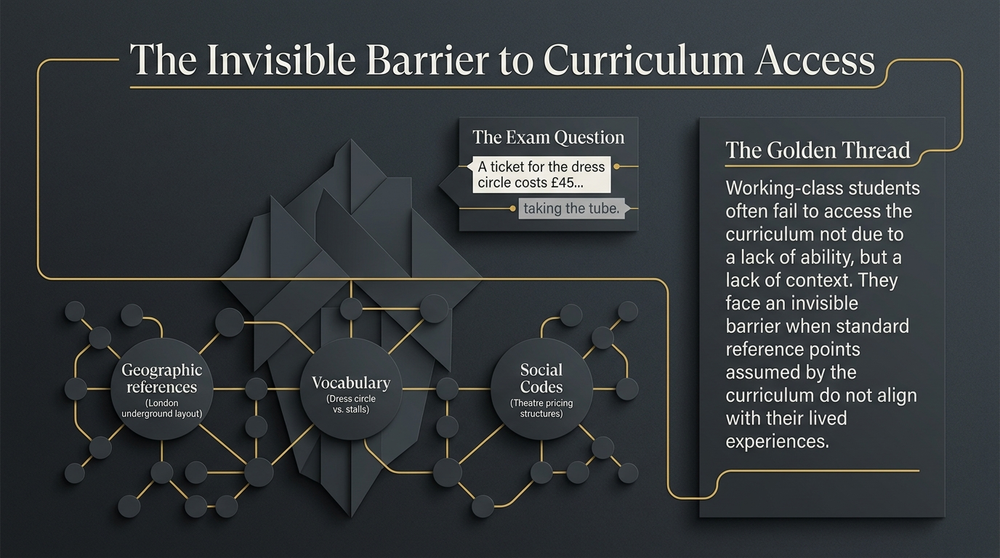 The Invisible Barrier to Curriculum Access
The Exam Question
A ticket for the dress
circle costs £45...
taking the tube.
Geographic
references
(London
underground layout)
Vocabulary
(Dress circle
vs. stalls)
Social
Codes
(Theatre pricing
structures)
The Golden Thread
Working-class students
often fail to access the
curriculum not due to
a lack of ability, but a
lack of context. They
face an invisible
barrier when standard
reference points
assumed by the
curriculum do not align
with their lived
experiences.